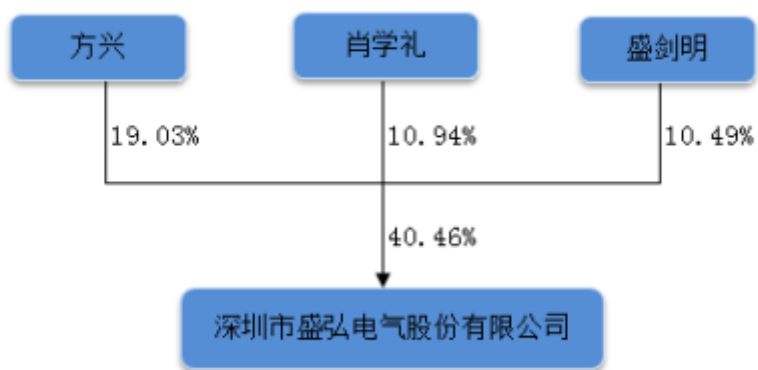 方兴
肖学礼
盛剑明
19.03%
10.94%
10.49%
40.46%
深圳市盛弘电气股份有限公司